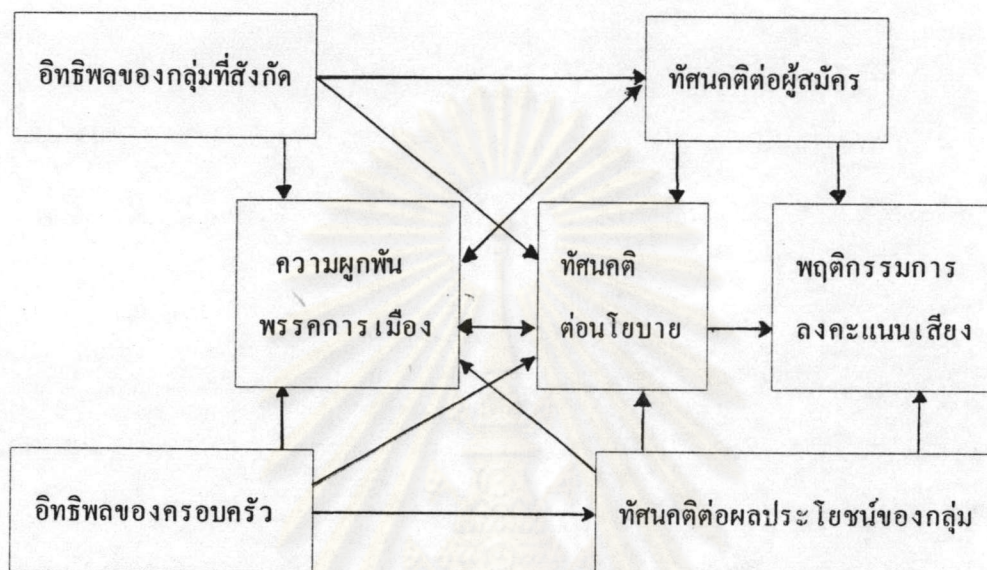 อิทธิพลของกลุ่มที่สังกัด
ทัศนคติต่อผู้สมัคร
ความผูกพัน
พรรคการเมือง
ทัศนคติ
ต่อนโยบาย
พฤติกรรมการ
ลงคะแนนเสียง
อิทธิพลของครอบครัว
ทัศนคติต่อผลประโยชน์ของกลุ่ม